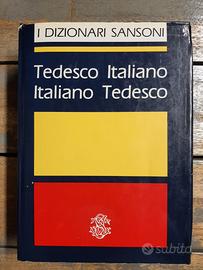 I DIZIONARI SANSONI
Tedesco Italiano
Italiano Tedesco
subito